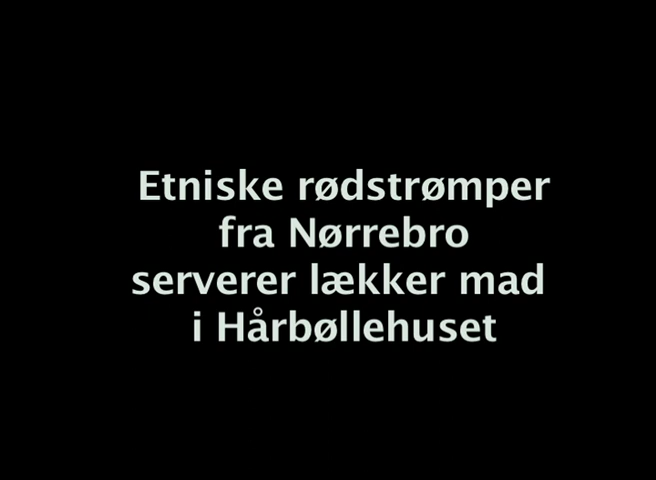 Etniske rødstrømper
fra Nørrebro
serverer lækker mad
i Hårbøllehuset